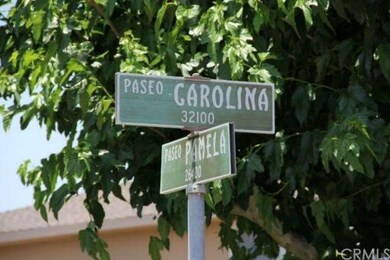 PASEO CAROLINA
32100
PASEO PAMELA
26400
CRMLS